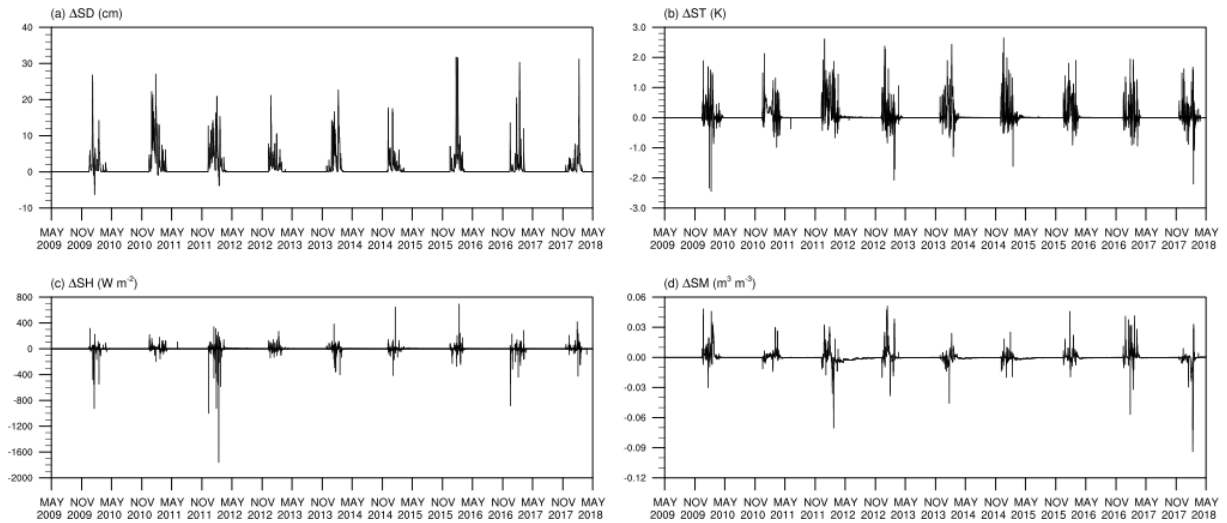 (a) ΔSD (cm)
40
30
20
10
0
-10
MAY NOV MAY NOV MAY NOV MAY NOV MAY NOV MAY NOV MAY NOV MAY NOV MAY NOV MAY
2009 2009 2010 2010 2011 2011 2012 2012 2013 2013 2014 2014 2015 2015 2016 2016 2017 2017 2018
(b) ΔST (K)
3.0
2.0
1.0
0.0
-1.0
-2.0
-3.0
MAY NOV MAY NOV MAY NOV MAY NOV MAY NOV MAY NOV MAY NOV MAY NOV MAY NOV MAY
2009 2009 2010 2010 2011 2011 2012 2012 2013 2013 2014 2014 2015 2015 2016 2016 2017 2017 2018
(c) ΔSH (W m⁻²)
800
400
0
-400
-800
-1200
-1600
-2000
MAY NOV MAY NOV MAY NOV MAY NOV MAY NOV MAY NOV MAY NOV MAY NOV MAY NOV MAY
2009 2009 2010 2010 2011 2011 2012 2012 2013 2013 2014 2014 2015 2015 2016 2016 2017 2017 2018
(d) ΔSM (m³ m⁻³)
0.06
0.03
0.00
-0.03
-0.06
-0.09
-0.12
MAY NOV MAY NOV MAY NOV MAY NOV MAY NOV MAY NOV MAY NOV MAY NOV MAY NOV MAY
2009 2009 2010 2010 2011 2011 2012 2012 2013 2013 2014 2014 2015 2015 2016 2016 2017 2017 2018